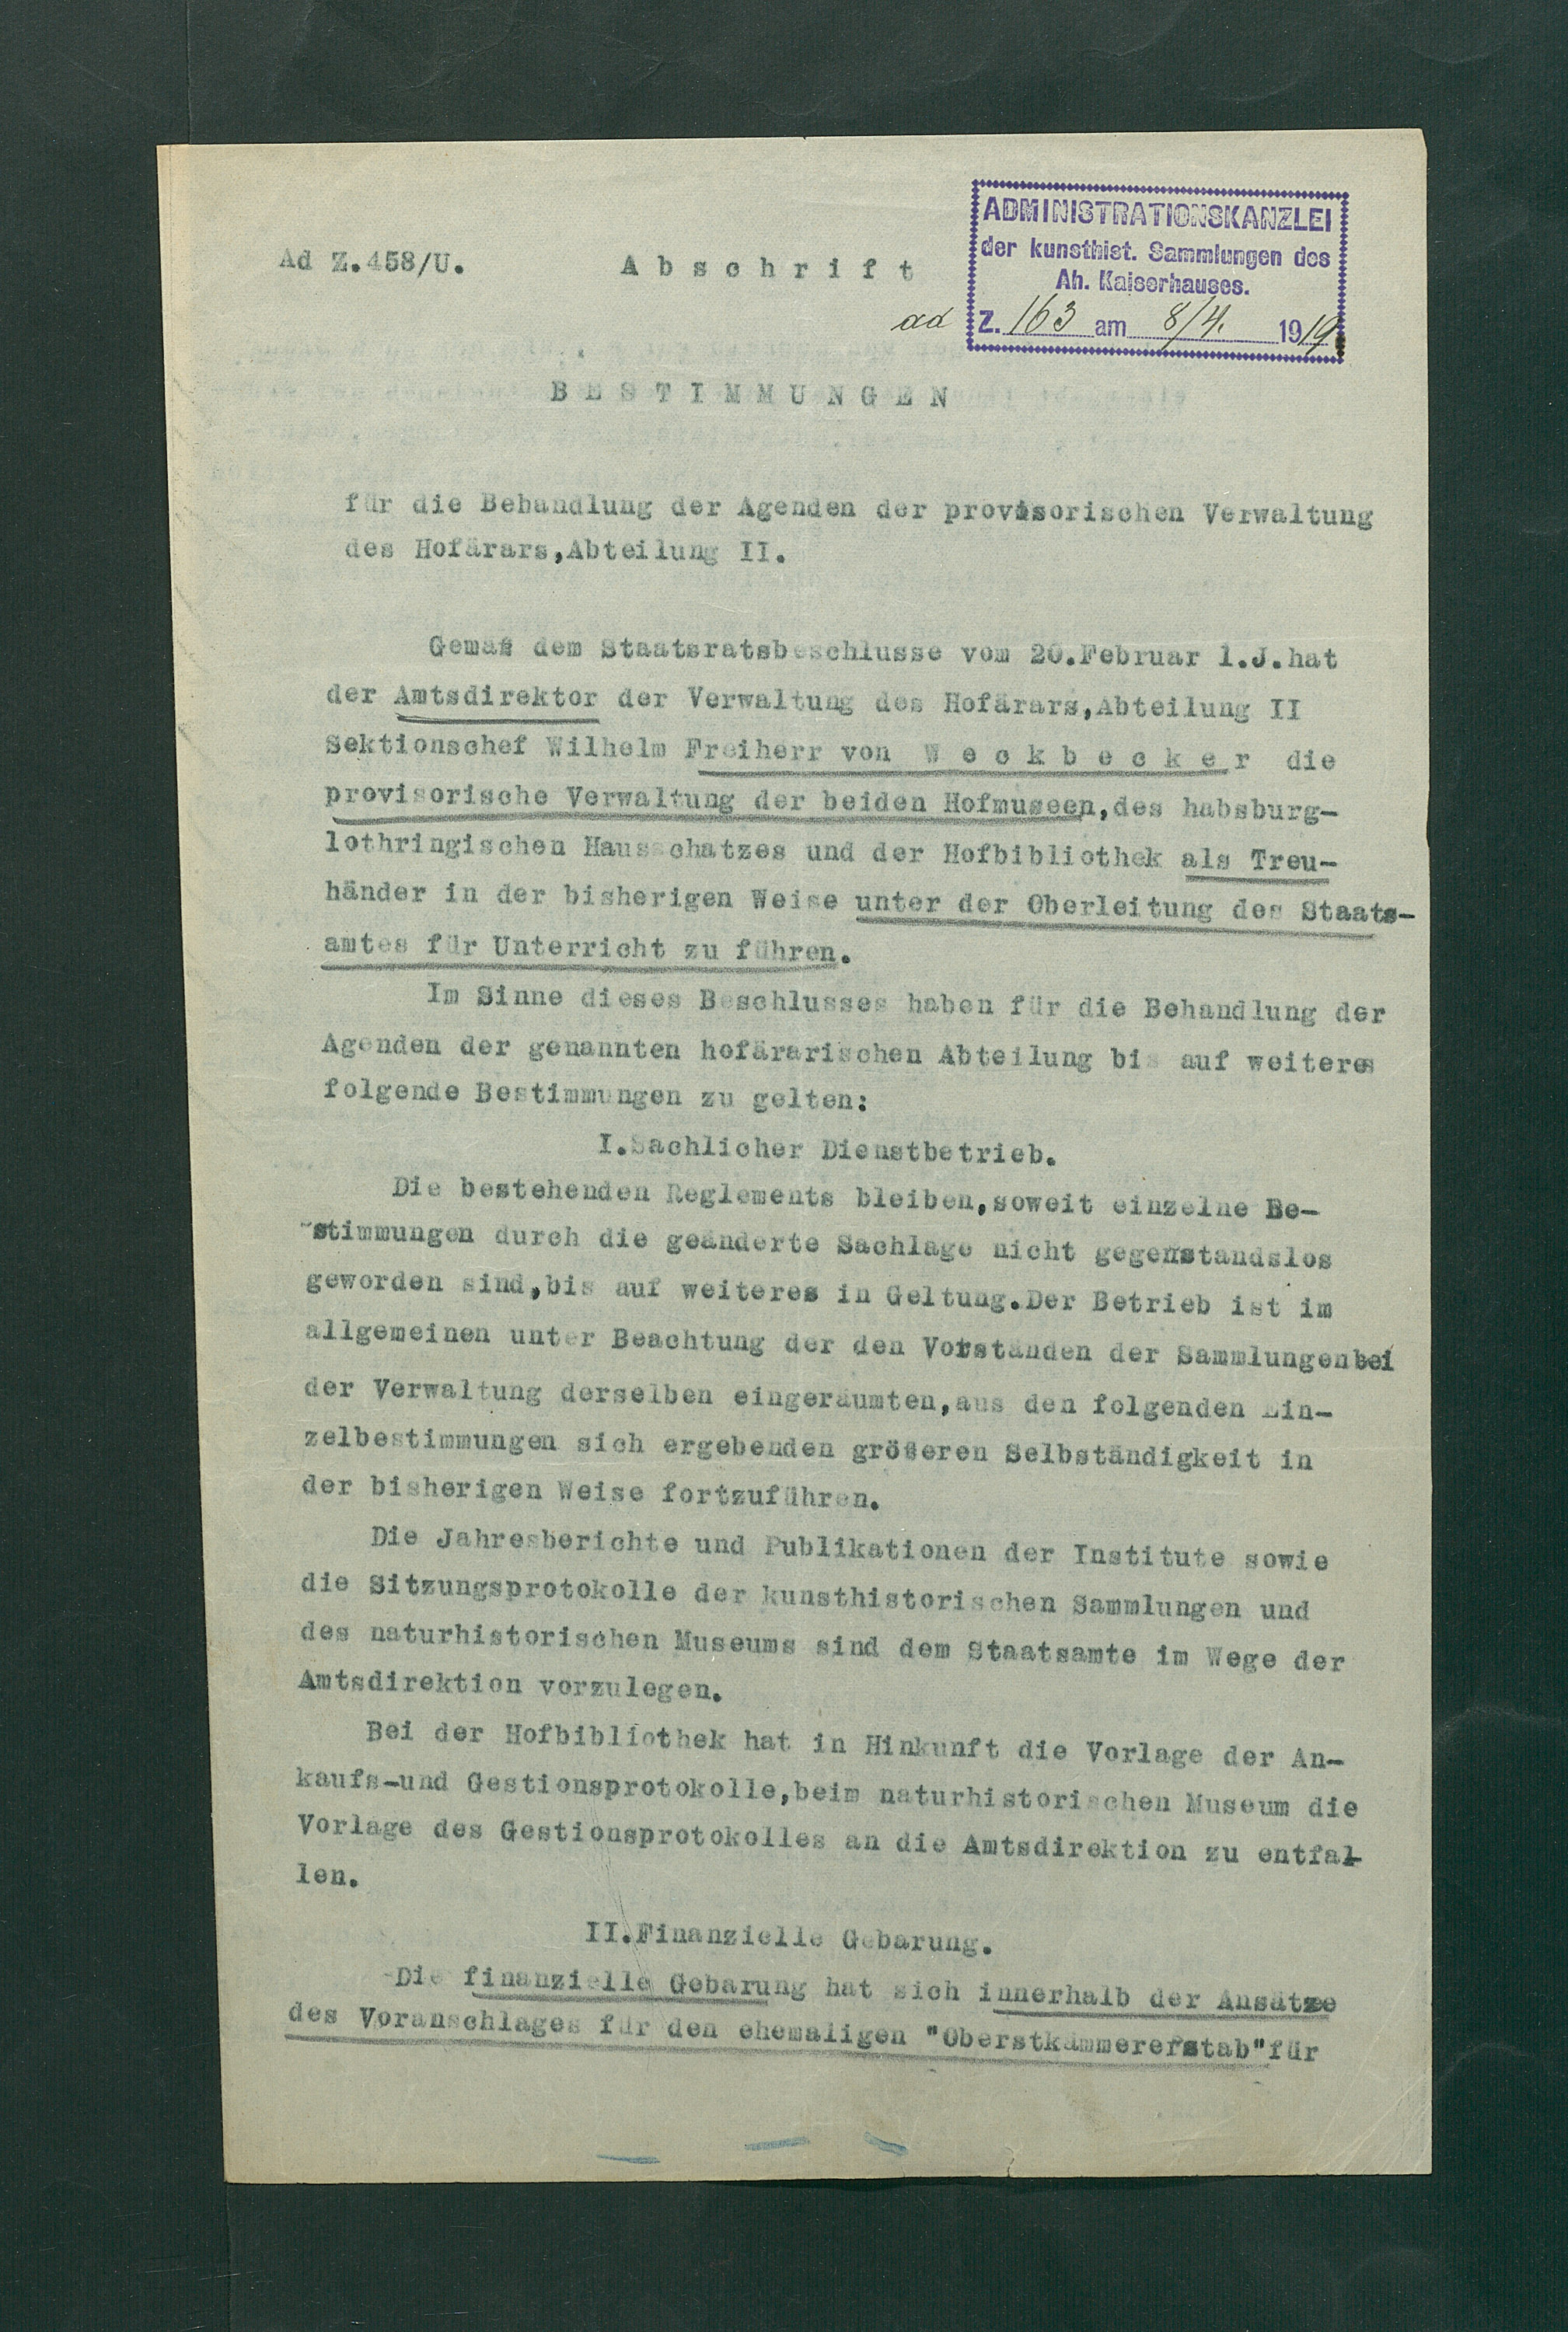 Ad Z.458/U.
A b s c h r i f t
ADMINISTRATIONSKANZLEI
der kunsthist. Sammlungen des
Ah. Kaiserhauses.
ad Z. 163 am 8/4. 1919
B E S T I M M U N G E N
für die Behandlung der Agenden der provisorischen Verwaltung
des Hofärars,Abteilung II.
Gemäß dem Staatsratsbeschlusse vom 20.Februar l.J.hat
der Amtsdirektor der Verwaltung des Hofärars,Abteilung II
Sektionschef Wilhelm Freiherr von W e c k b e c k e r die
provisorische Verwaltung der beiden Hofmuseen,des habsburg-
lothringischen Hausschatzes und der Hofbibliothek als Treu-
händer in der bisherigen Weise unter der Oberleitung des Staats-
amtes für Unterricht zu führen.
Im Sinne dieses Beschlusses haben für die Behandlung der
Agenden der genannten hofärarischen Abteilung bis auf weiteres
folgende Bestimmungen zu gelten:
I.Sachlicher Dienstbetrieb.
Die bestehenden Reglements bleiben,soweit einzelne Be-
stimmungen durch die geänderte Sachlage nicht gegenstandslos
geworden sind,bis auf weiteres in Geltung.Der Betrieb ist im
allgemeinen unter Beachtung der den Vorständen der Sammlungen bei
der Verwaltung derselben eingeräumten,aus den folgenden Ein-
zelbestimmungen sich ergebenden größeren Selbständigkeit in
der bisherigen Weise fortzuführen.
Die Jahresberichte und Publikationen der Institute sowie
die Sitzungsprotokolle der kunsthistorischen Sammlungen und
des naturhistorischen Museums sind dem Staatsamte im Wege der
Amtsdirektion vorzulegen.
Bei der Hofbibliothek hat in Hinkunft die Vorlage der An-
kaufs-und Gestionsprotokolle,beim naturhistorischen Museum die
Vorlage des Gestionsprotokolles an die Amtsdirektion zu entfal-
len.
II.Finanzielle Gebarung.
Die finanzielle Gebarung hat sich innerhalb der Ansätze
des Voranschlages für den ehemaligen "Oberstkämmererstab"für